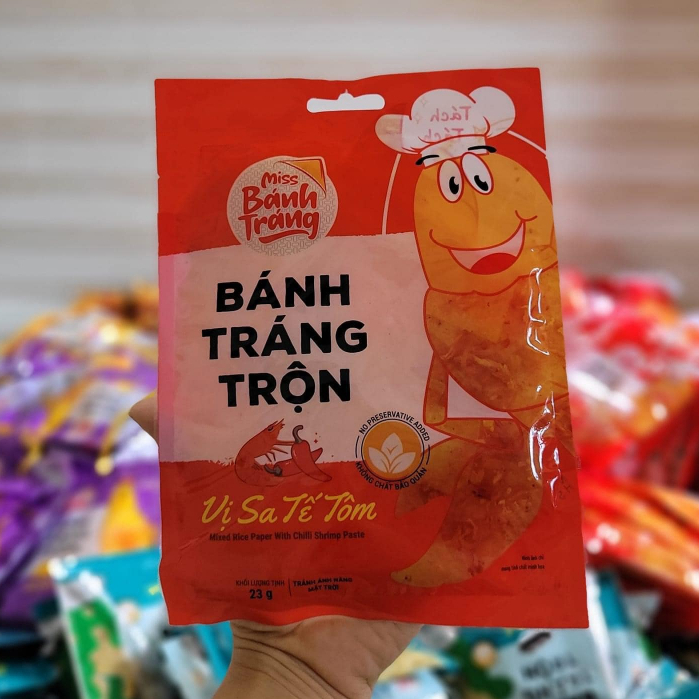 Tách
Tách
Miss
Bánh
Tráng
BÁNH
TRÁNG
TRỘN
NO PRESERVATIVE ADDED
KHÔNG CHẤT BẢO QUẢN
Vị Sa Tế Tôm
Mixed Rice Paper With Chilli Shrimp Paste
KHỐI LƯỢNG TỊNH
23 g
TRÁNH ÁNH NẮNG
MẶT TRỜI